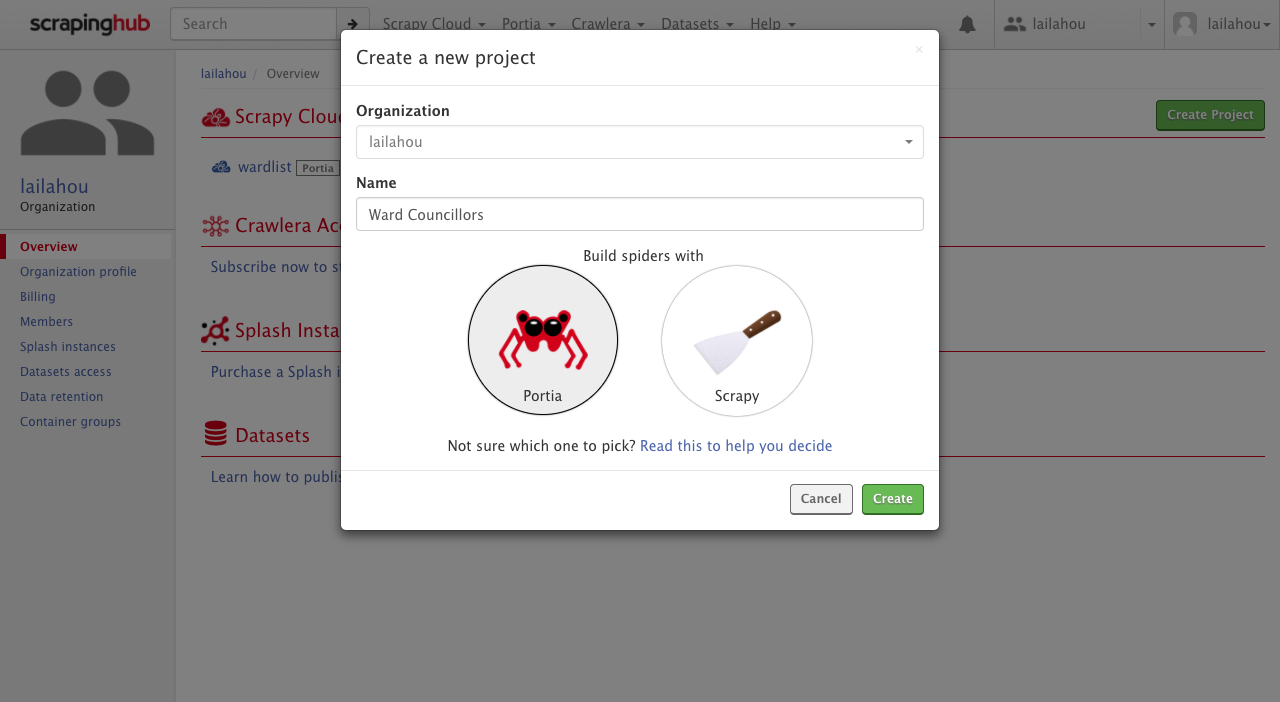 scrapinghub Search Scrapy Cloud Portia Crawlera Datasets Help lailahou lailahou
Create a new project ×
lailahou
Organization
Overview
Organization profile
Billing
Members
Splash instances
Datasets access
Data retention
Container groups
lailahou / Overview
Scrapy Clou
Create Project
wardlist Portia
Crawlera Acc
Subscribe now to st
Splash Insta
Purchase a Splash i
Datasets
Learn how to publis
Organization
lailahou
Name
Ward Councillors
Build spiders with
Portia Scrapy
Not sure which one to pick? Read this to help you decide
Cancel Create